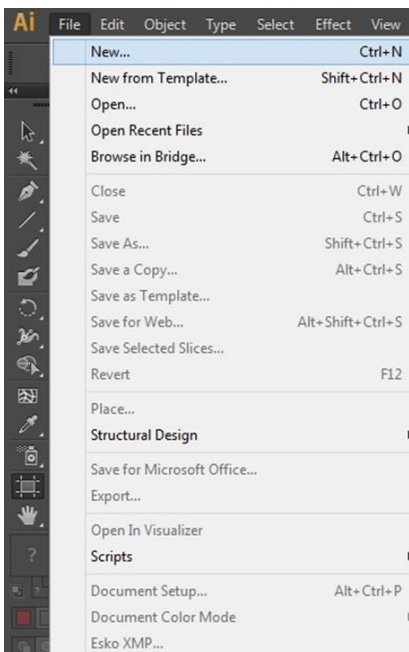 Ai File Edit Object Type Select Effect View
New... Ctrl+N
New from Template... Shift+Ctrl+N
Open... Ctrl+O
Open Recent Files
Browse in Bridge... Alt+Ctrl+O
Close Ctrl+W
Save Ctrl+S
Save As... Shift+Ctrl+S
Save a Copy... Alt+Ctrl+S
Save as Template...
Save for Web... Alt+Shift+Ctrl+S
Save Selected Slices...
Revert F12
Place...
Structural Design
Save for Microsoft Office...
Export...
Open In Visualizer
Scripts
Document Setup... Alt+Ctrl+P
Document Color Mode
Esko XMP...